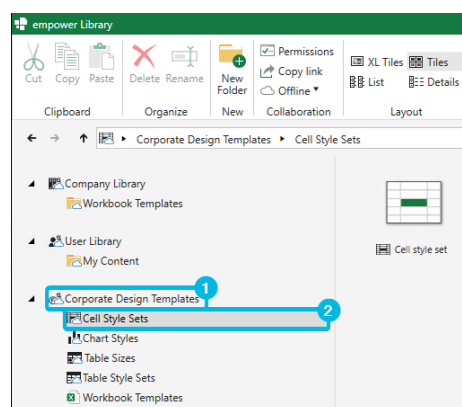 empower Library
Cut Copy Paste Delete Rename New Folder
Permissions
Copy link
Offline
XL Tiles Tiles
List Details
Clipboard Organize New Collaboration Layout
Corporate Design Templates Cell Style Sets
Company Library
Workbook Templates
User Library
My Content
Corporate Design Templates 1
Cell Style Sets 2
Chart Styles
Table Sizes
Table Style Sets
Workbook Templates
Cell style set